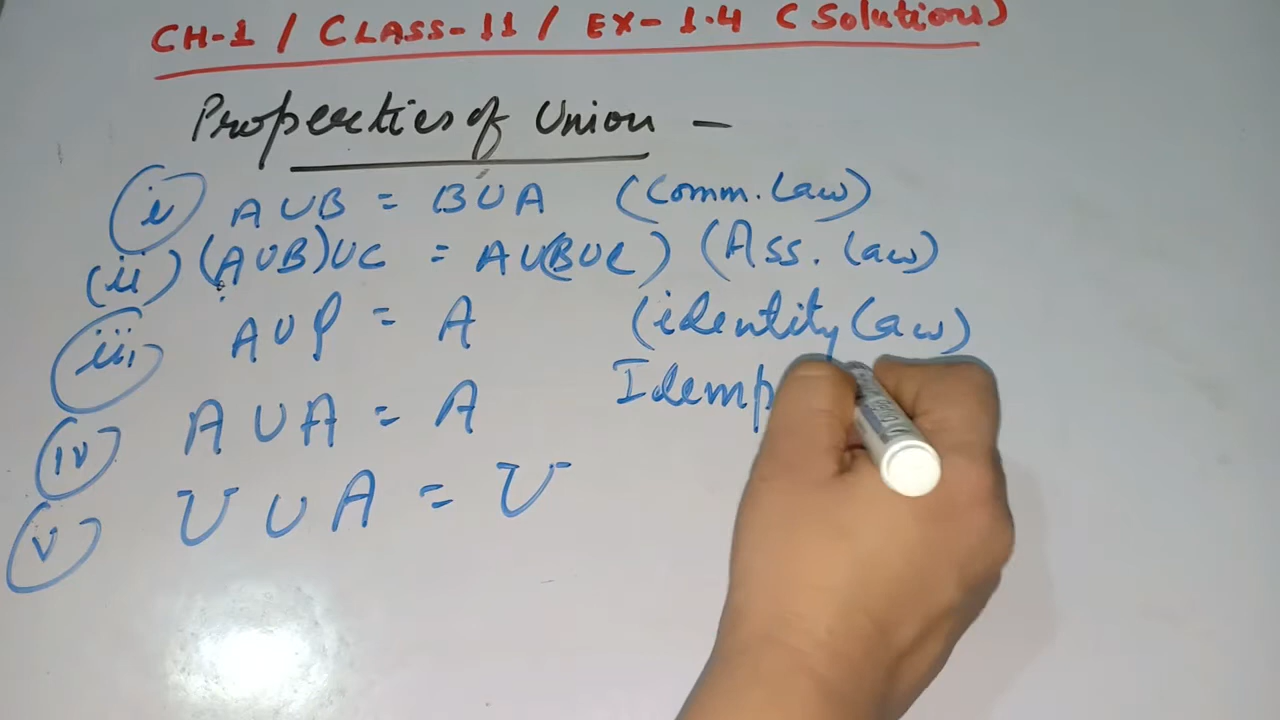 CH-1 / CLASS-11 / EX-1.4 (Solutions)
Properties of Union -
(i) A ∪ B = B ∪ A (Comm. Law)
(ii) (A ∪ B) ∪ C = A ∪ (B ∪ C) (Ass. Law)
(iii) A ∪ φ = A (identity Law)
(iv) A ∪ A = A Idemp
(v) U ∪ A = U